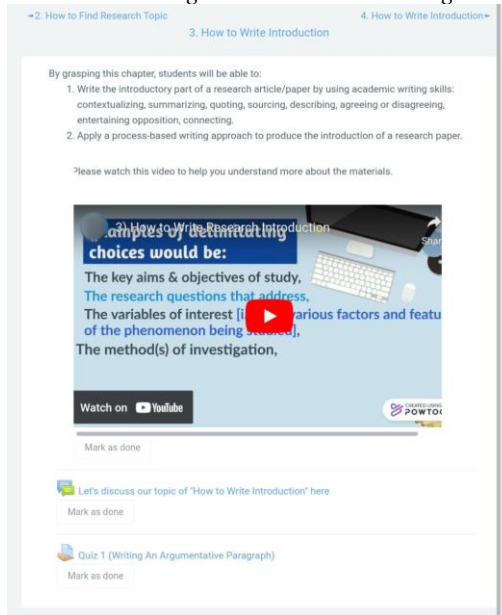 ◄2. How to Find Research Topic
4. How to Write Introduction►
3. How to Write Introduction
By grasping this chapter, students will be able to:
1. Write the introductory part of a research article/paper by using academic writing skills:
contextualizing, summarizing, quoting, sourcing, describing, agreeing or disagreeing,
entertaining opposition, connecting.
2. Apply a process-based writing approach to produce the introduction of a research paper.
Please watch this video to help you understand more about the materials.
3) How to Write Research Introduction
Shar
choices would be:
The key aims & objectives of study,
The research questions that address,
The variables of interest various factors and featu
of the phenomenon being studied],
The method(s) of investigation,
Watch on YouTube
CREATED USING
POWTOO
Mark as done
Let's discuss our topic of "How to Write Introduction" here
Mark as done
Quiz 1 (Writing An Argumentative Paragraph)
Mark as done